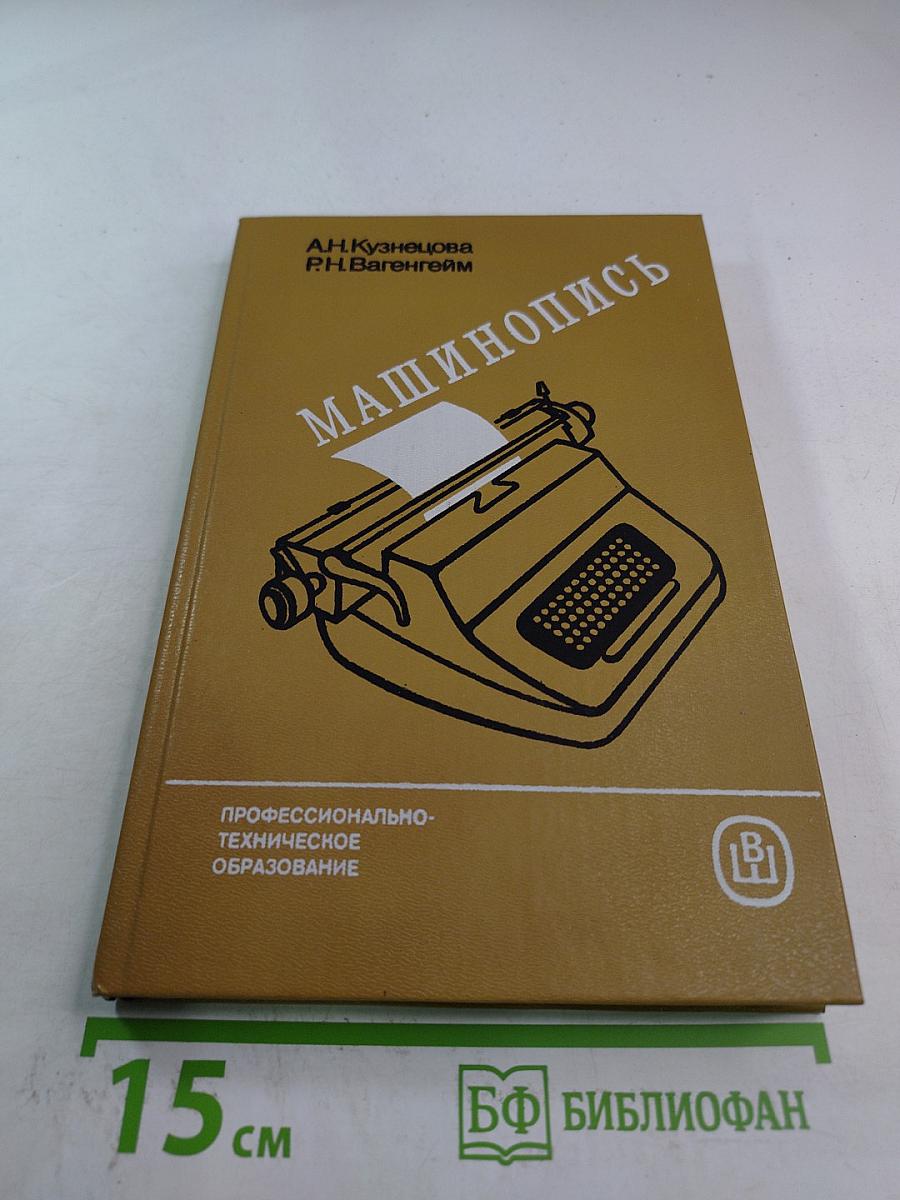 А.Н.Кузнецова
Р.Н.Вагенгейм
МАШИНОПИСЬ
ПРОФЕССИОНАЛЬНО-
ТЕХНИЧЕСКОЕ
ОБРАЗОВАНИЕ
ВШ
15 см
БФ БИБЛИОФАН